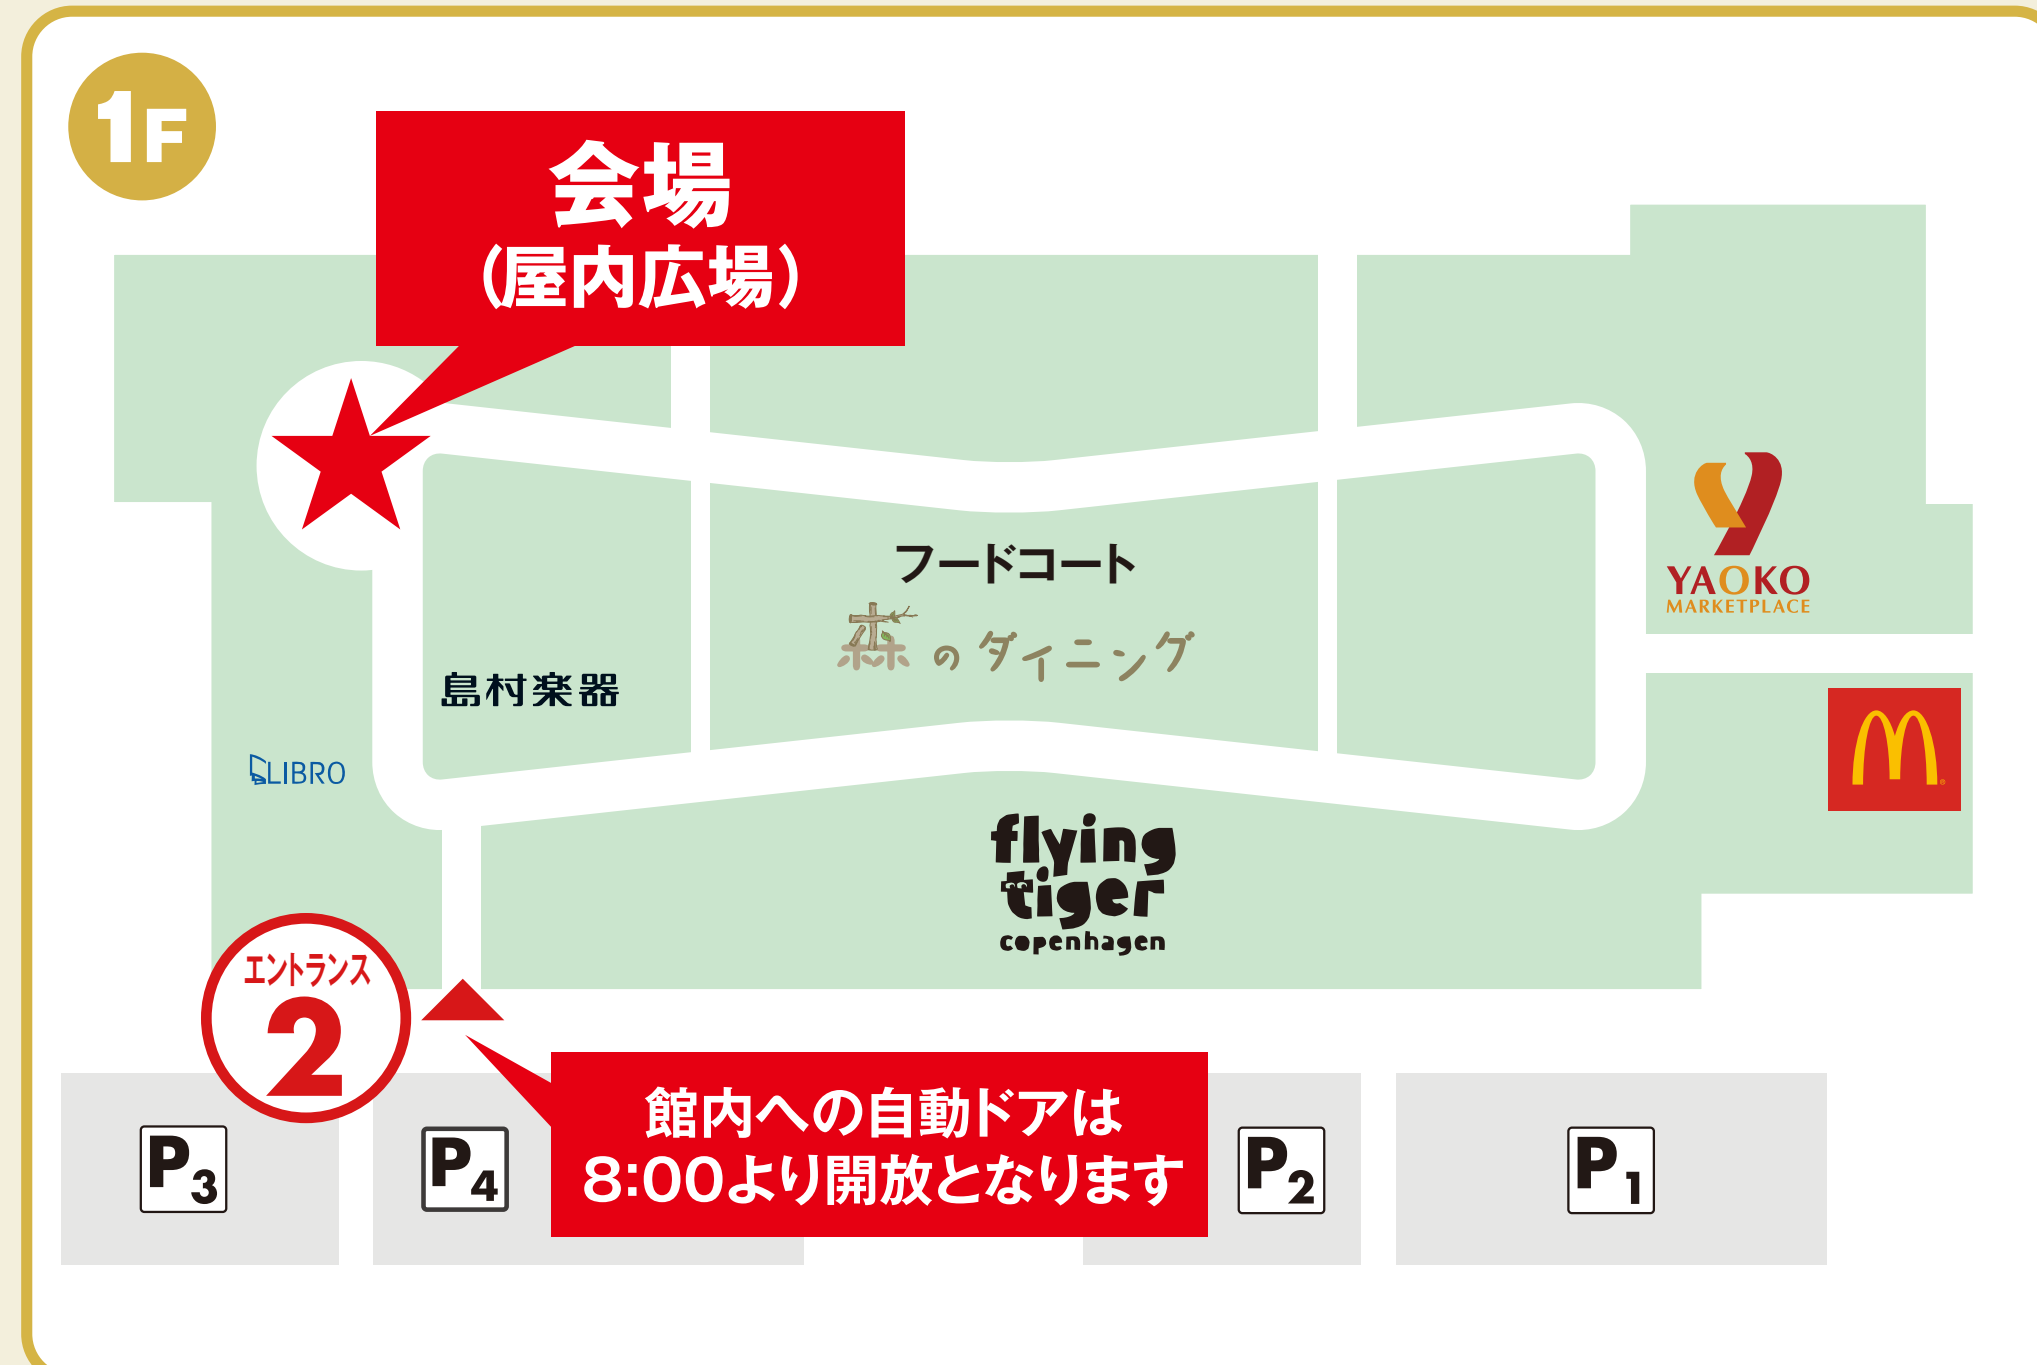 1F
会場
(屋内広場)
フードコート
森のダイニング
YAOKO
MARKETPLACE
島村楽器
LIBRO
flying
tiger
copenhagen
エントランス
2
館内への自動ドアは
8:00より開放となります
P3
P4
P2
P1